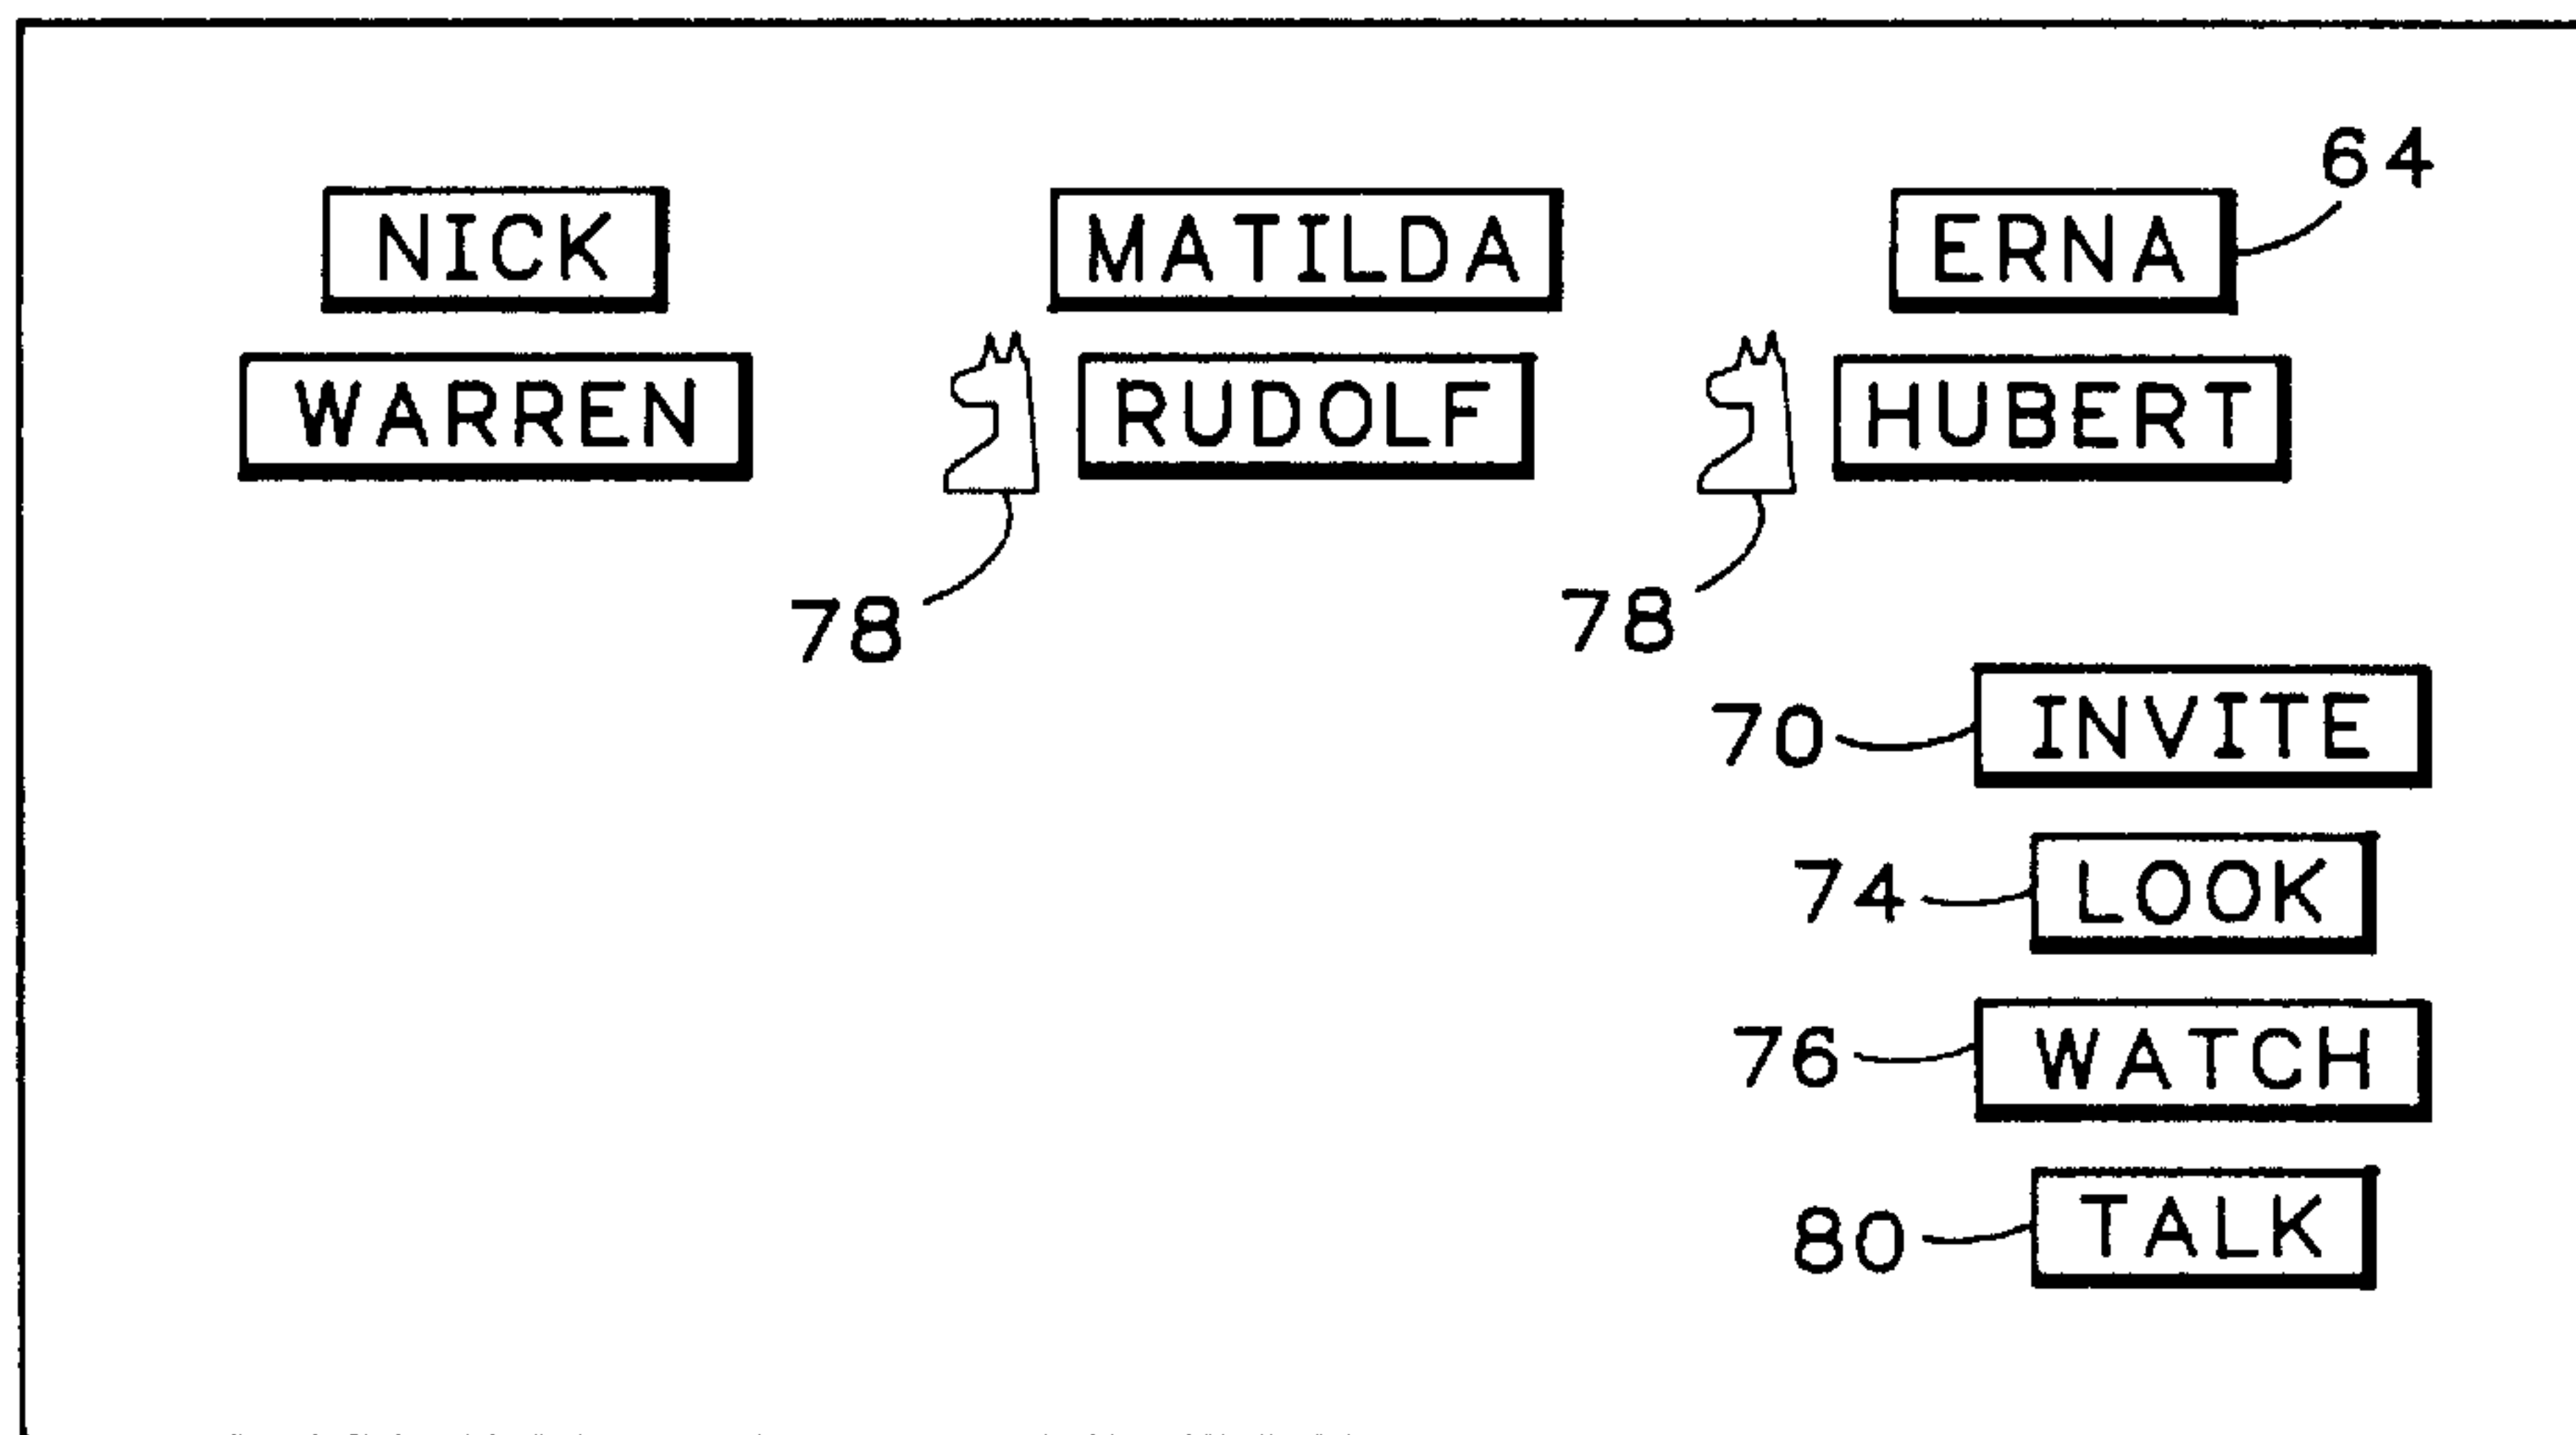 64
NICK MATILDA ERNA
WARREN RUDOLF HUBERT
78 78
70 INVITE
74 LOOK
76 WATCH
80 TALK